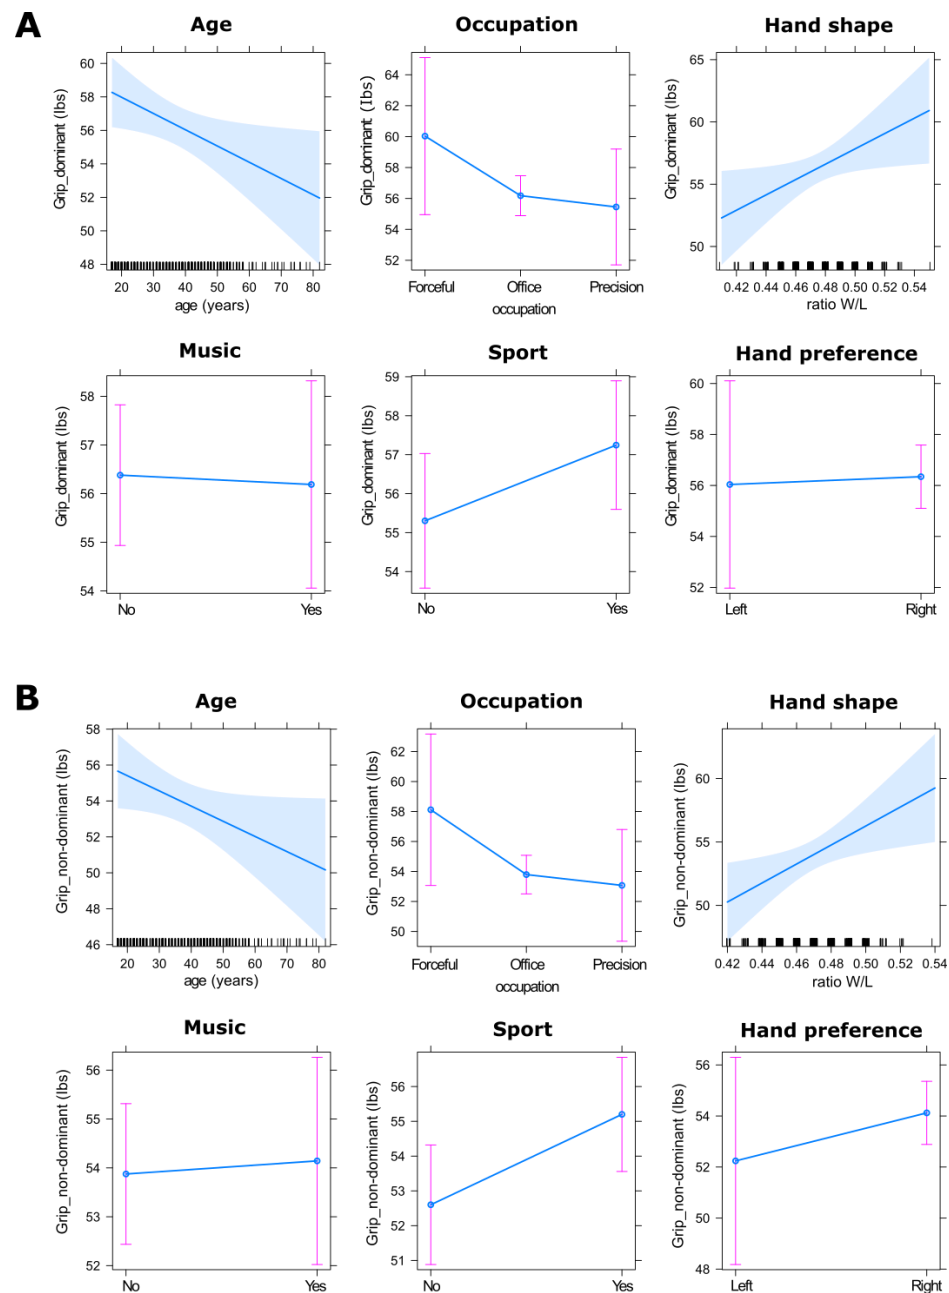 A
Age
Occupation
Hand shape
Grip_dominant (lbs)
60
58
56
54
52
50
48
20 30 40 50 60 70 80
age (years)
Grip_dominant (lbs)
64
62
60
58
56
54
52
Forceful Office Precision
occupation
Grip_dominant (lbs)
65
60
55
50
0.42 0.44 0.46 0.48 0.50 0.52 0.54
ratio W/L
Music
Sport
Hand preference
Grip_dominant (lbs)
58
57
56
55
54
No Yes
Grip_dominant (lbs)
59
58
57
56
55
54
No Yes
Grip_dominant (lbs)
60
58
56
54
52
Left Right
B
Age
Occupation
Hand shape
Grip_non-dominant (lbs)
58
56
54
52
50
48
46
20 30 40 50 60 70 80
age (years)
Grip_non-dominant (lbs)
62
60
58
56
54
52
50
Forceful Office Precision
occupation
Grip_non-dominant (lbs)
60
55
50
0.42 0.44 0.46 0.48 0.50 0.52 0.54
ratio W/L
Music
Sport
Hand preference
Grip_non-dominant (lbs)
56
55
54
53
52
No Yes
Grip_non-dominant (lbs)
56
55
54
53
52
51
No Yes
Grip_non-dominant (lbs)
56
54
52
50
48
Left Right